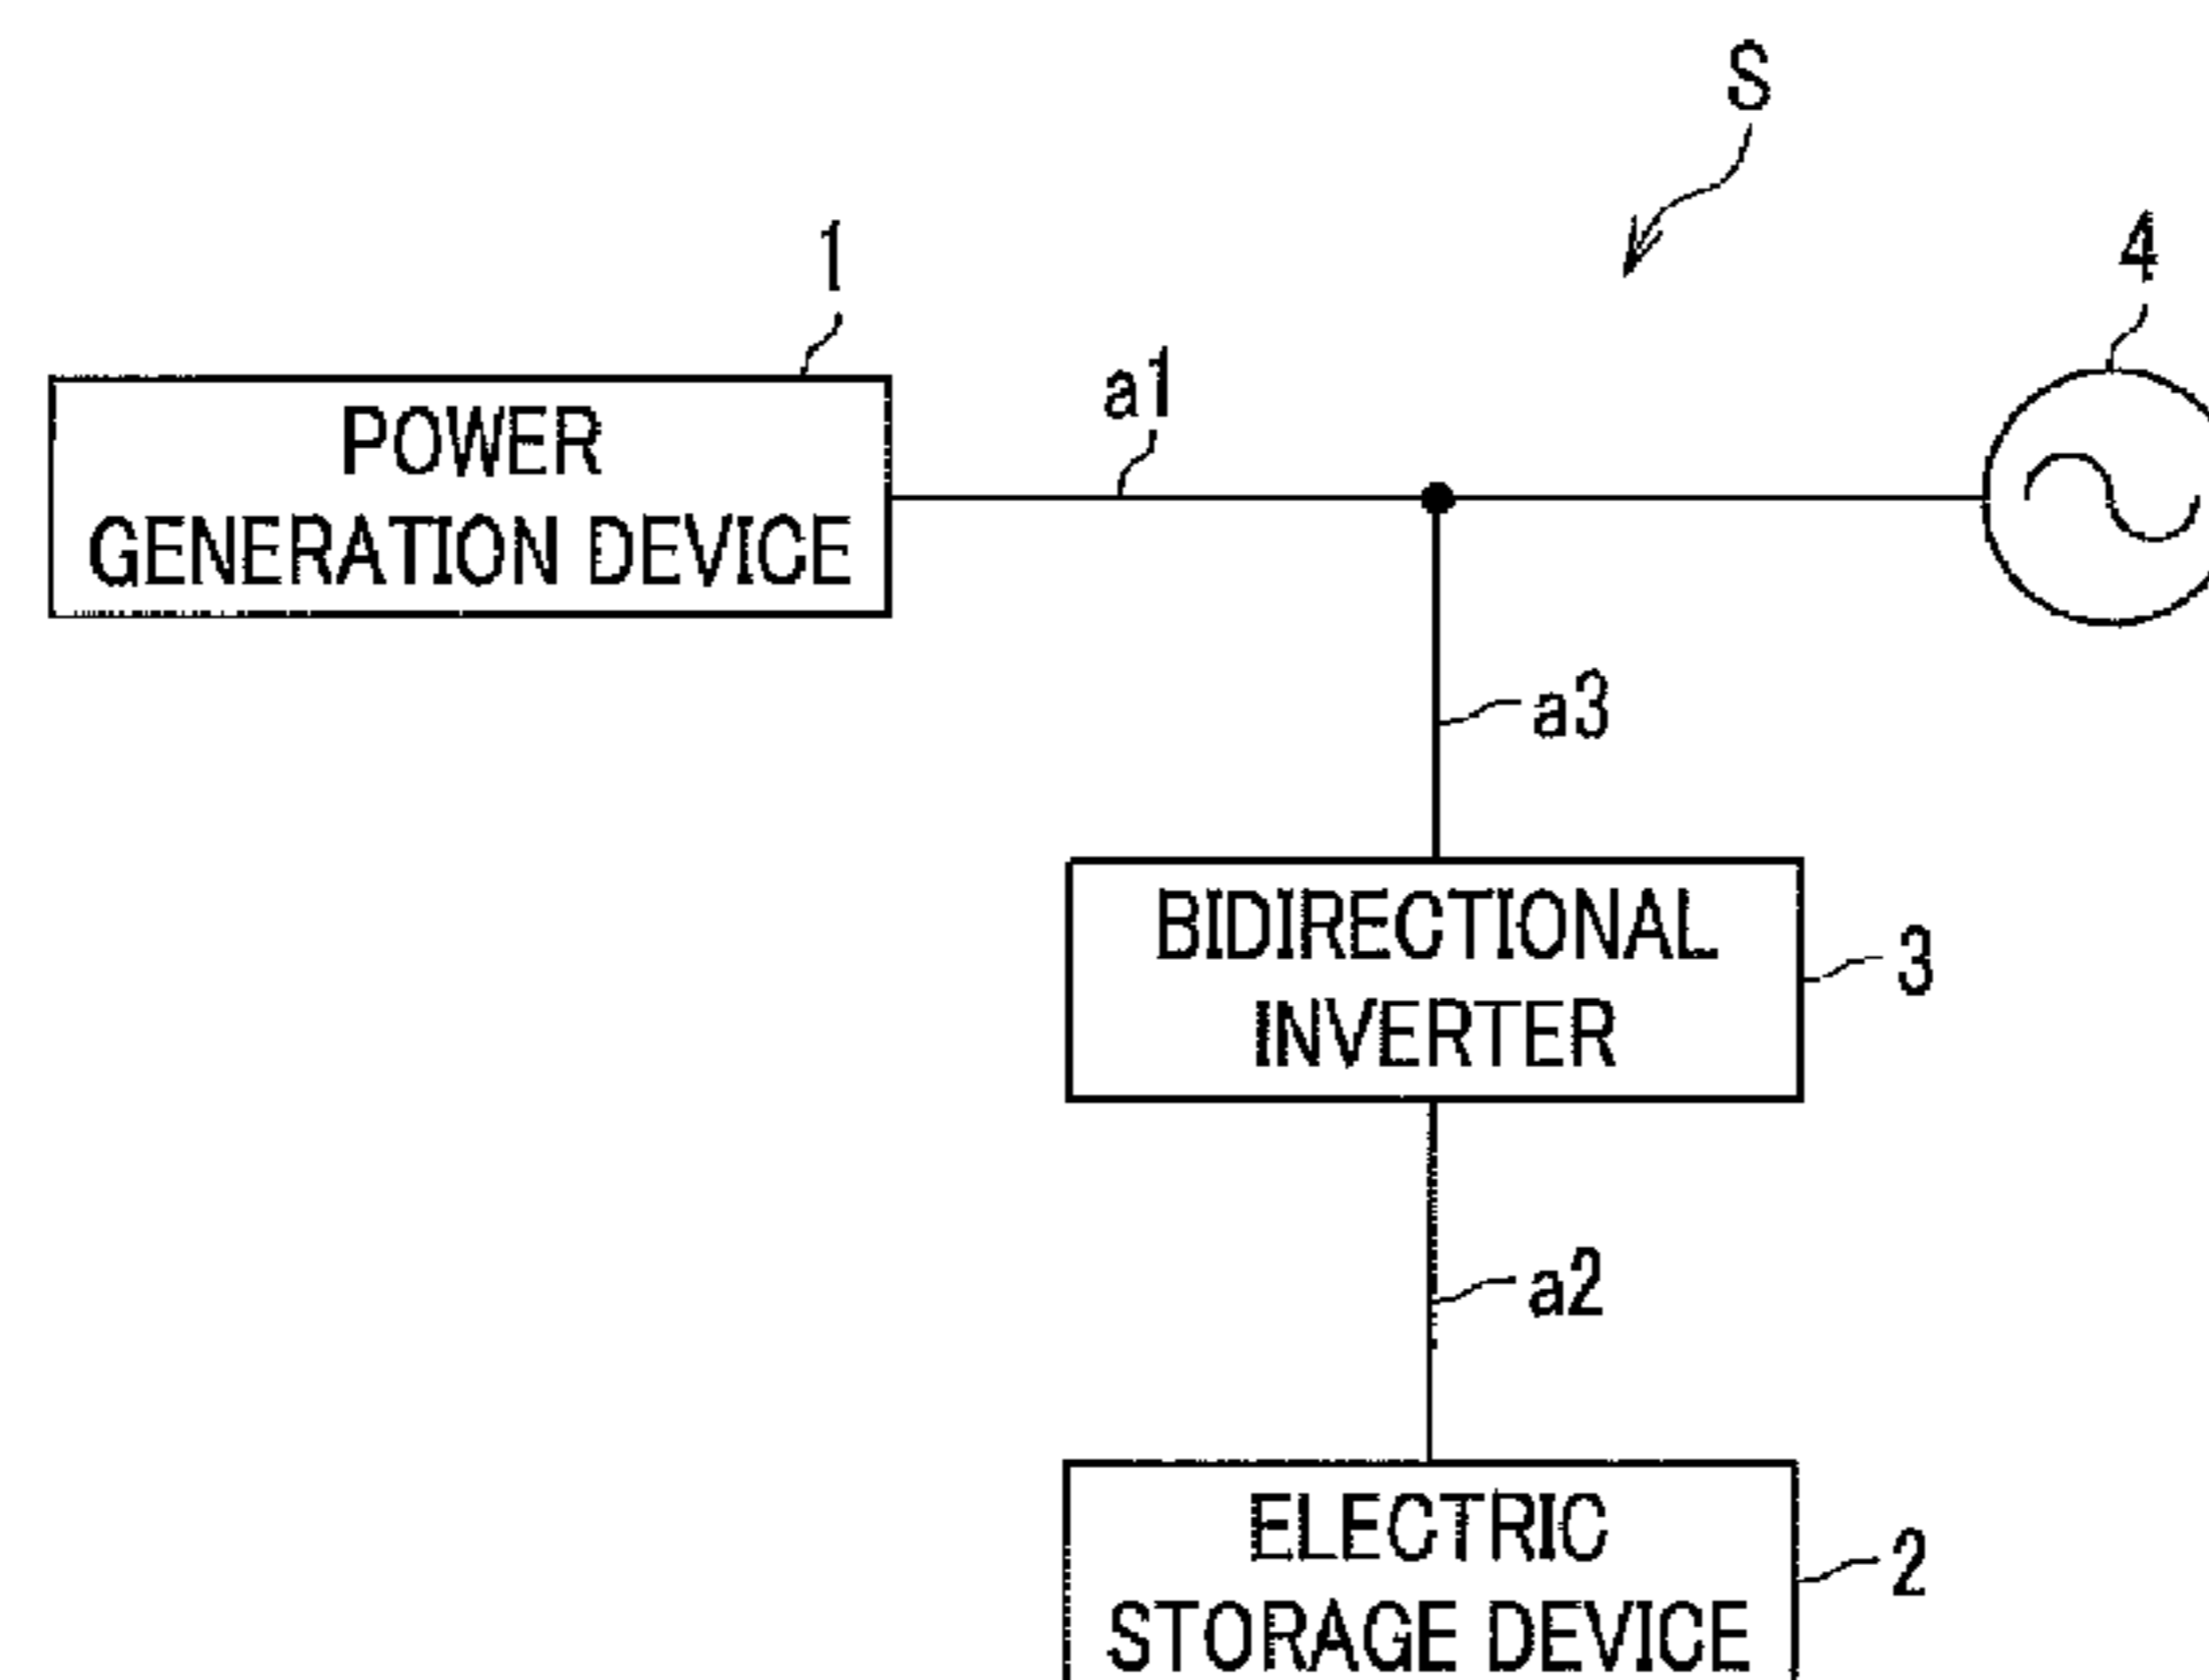 S
1
4
a1
POWER
GENERATION DEVICE
a3
BIDIRECTIONAL
INVERTER
3
a2
ELECTRIC
STORAGE DEVICE
2